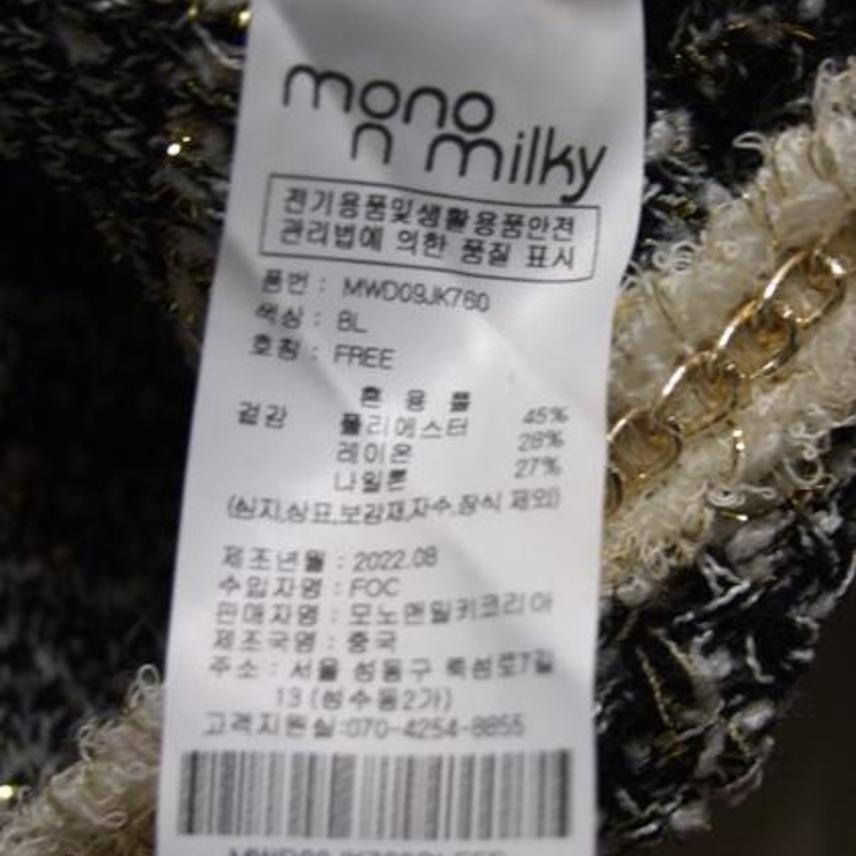 mono
n milky
전기용품및생활용품안전
관리법에 의한 품질 표시
품번 : MWD09JK760
색상 : BL
호칭 : FREE
혼 용 률
겉감 폴리에스터 45%
레이온 28%
나일론 27%
(심지,상표,보강재,자수,장식 제외)
제조년월 : 2022.08
수입자명 : FOC
판매자명 : 모노앤밀키코리아
제조국명 : 중국
주소 : 서울 성동구 뚝섬로7길
13 (성수동2가)
고객지원실:070-4254-8855